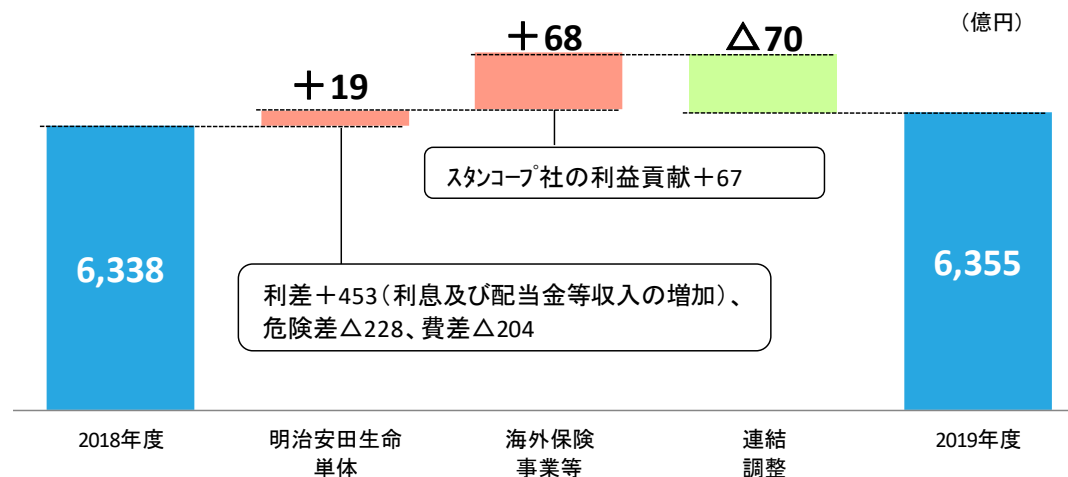 （億円）
＋68
△70
＋19
スタンコープ社の利益貢献＋67
6,338
6,355
利差＋453（利息及び配当金等収入の増加）、
危険差△228、費差△204
2018年度
明治安田生命
単体
海外保険
事業等
連結
調整
2019年度